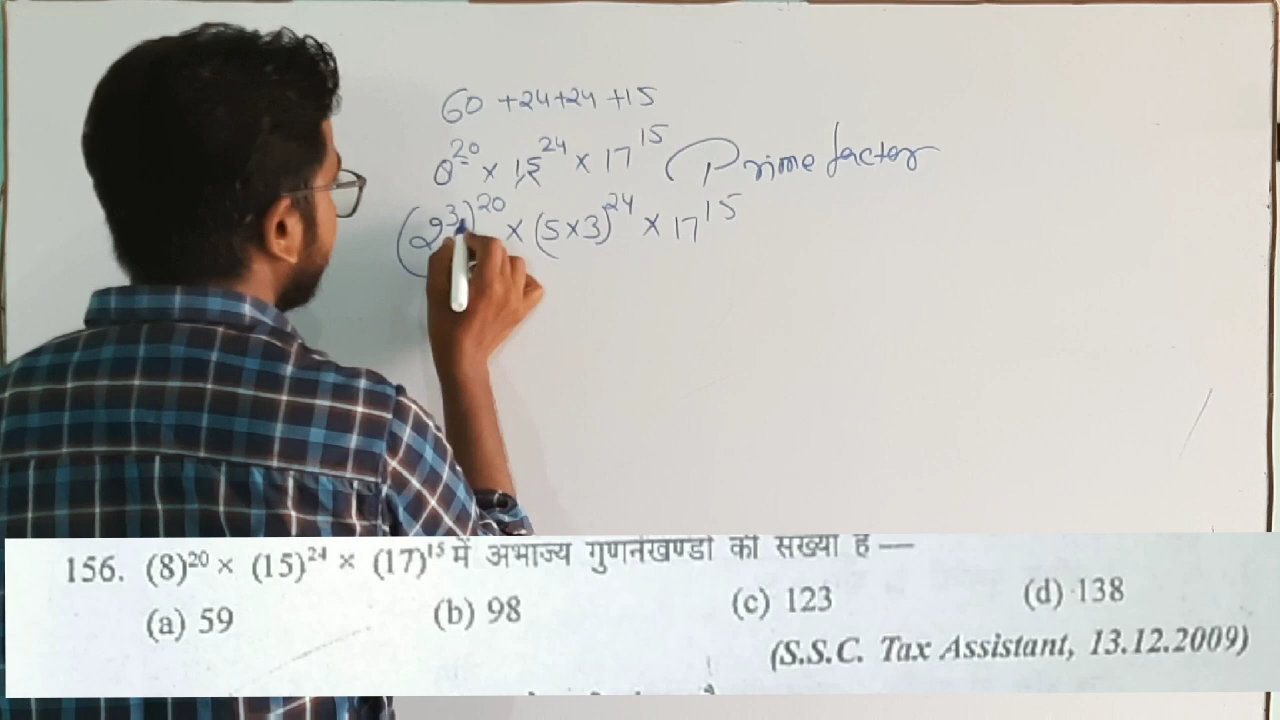 60 +24+24 +15
8²⁰ × 15²⁴ × 17¹⁵ Prime factor
(2³)²⁰ × (5×3)²⁴ × 17¹⁵
156. (8)²⁰ × (15)²⁴ × (17)¹⁵ में अभाज्य गुणनखण्डों की संख्या है —
(a) 59 (b) 98 (c) 123 (d) 138
(S.S.C. Tax Assistant, 13.12.2009)